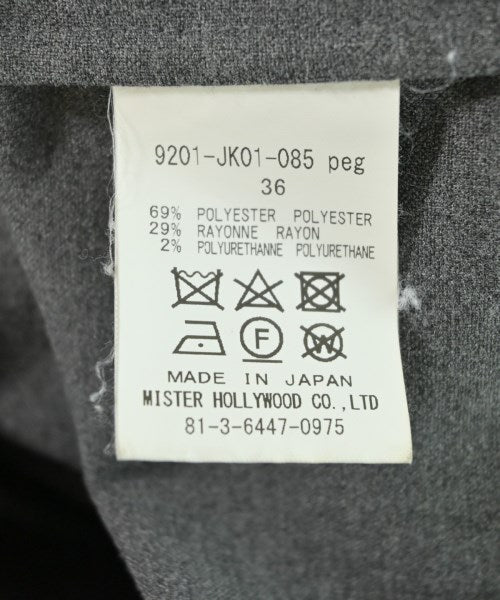 9201-JK01-085 peg
36
69% POLYESTER POLYESTER
29% RAYONNE RAYON
2% POLYURETHANNE POLYURETHANE
F W
MADE IN JAPAN
MISTER HOLLYWOOD CO.,LTD
81-3-6447-0975